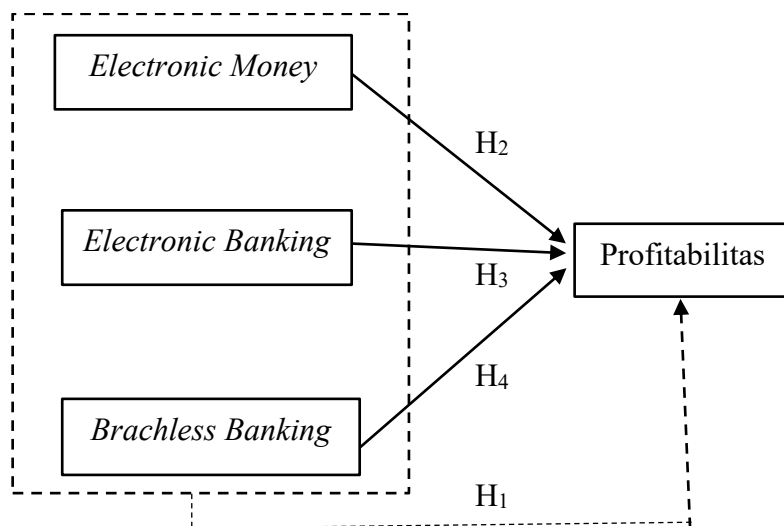 Electronic Money
H₂
Electronic Banking
Profitabilitas
H₃
H₄
Brachless Banking
H₁